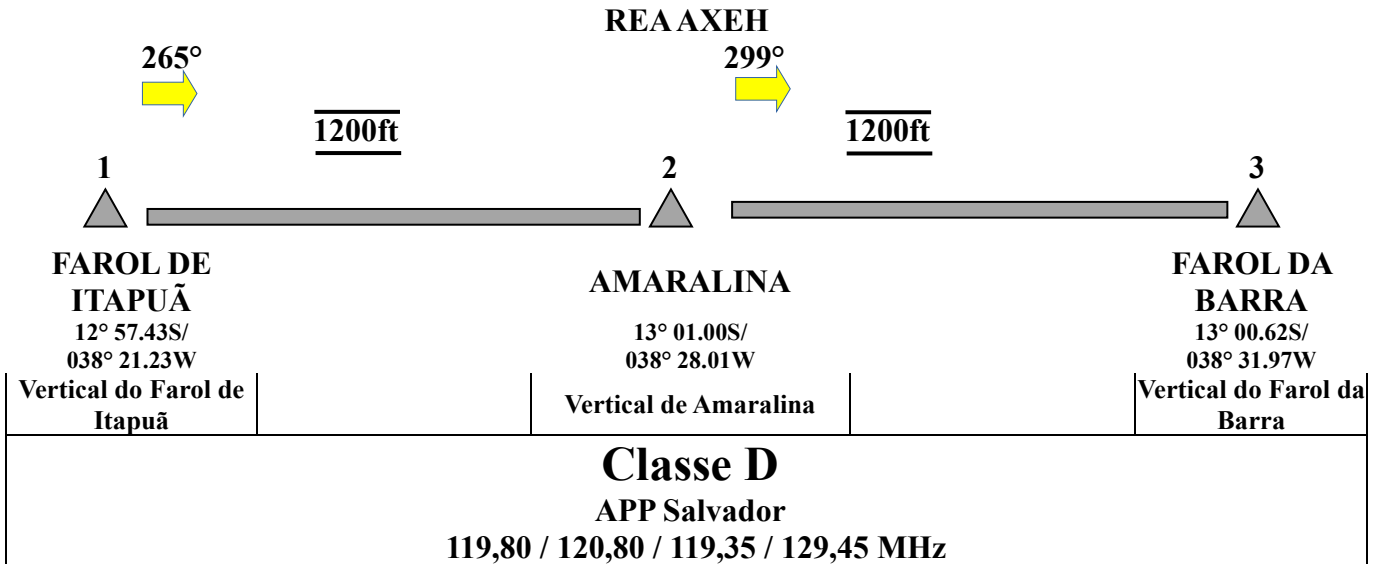 REA AXEH
265°
299°
1200ft
1200ft
1
2
3
FAROL DE
ITAPUÃ
12° 57.43S/
038° 21.23W
AMARALINA
13° 01.00S/
038° 28.01W
FAROL DA
BARRA
13° 00.62S/
038° 31.97W
Vertical do Farol de
Itapuã
Vertical de Amaralina
Vertical do Farol da
Barra
Classe D
APP Salvador
119,80 / 120,80 / 119,35 / 129,45 MHz